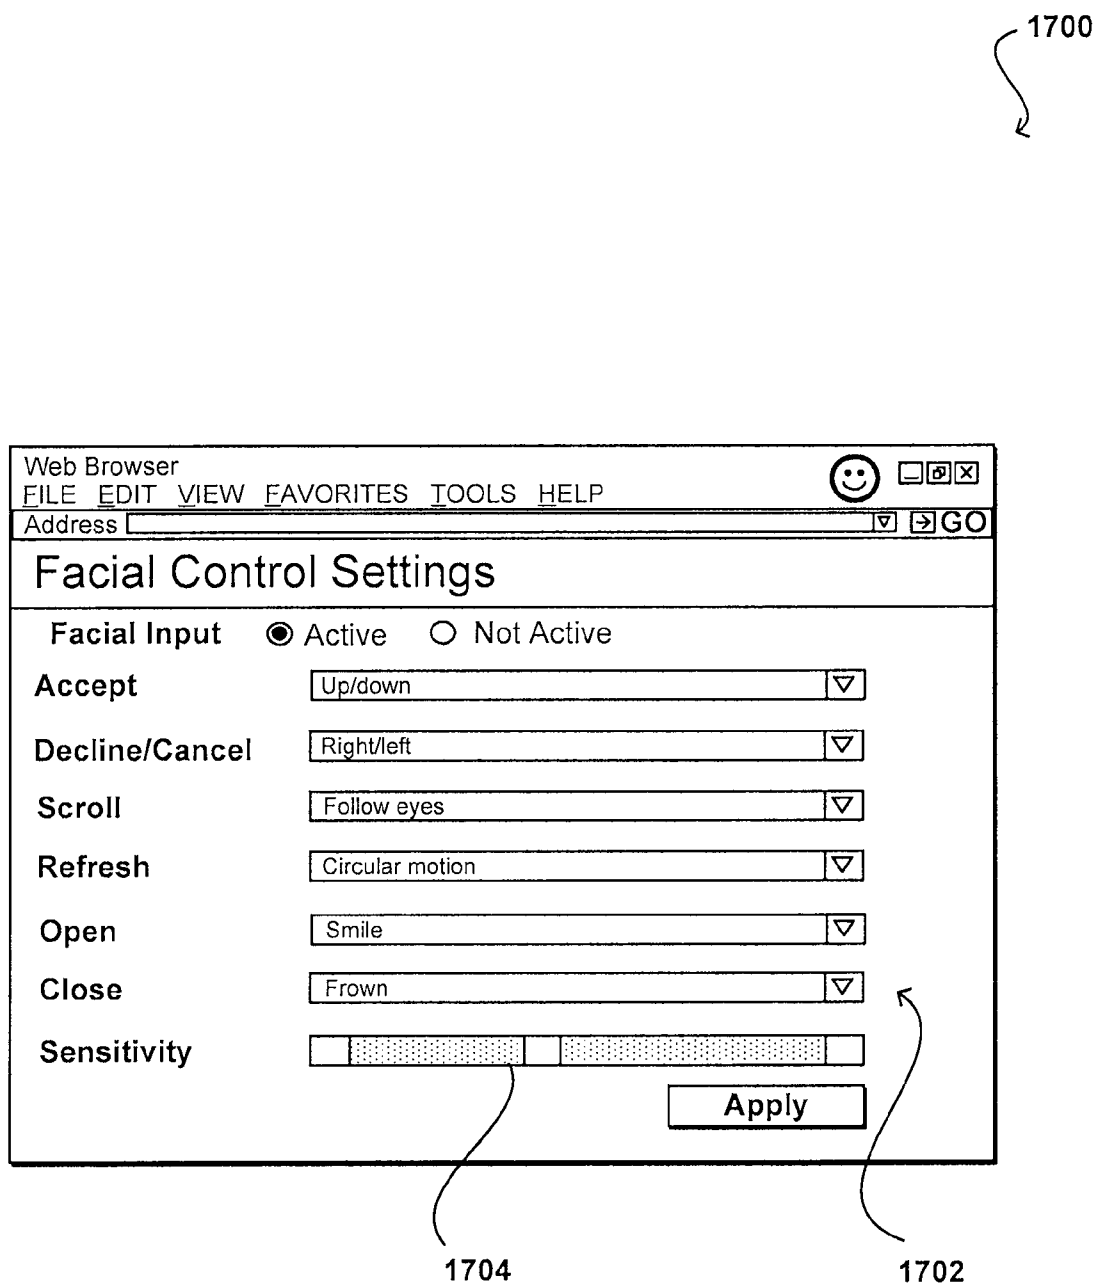 1700
Web Browser
FILE EDIT VIEW FAVORITES TOOLS HELP
Address GO
Facial Control Settings
Facial Input Active Not Active
Accept Up/down
Decline/Cancel Right/left
Scroll Follow eyes
Refresh Circular motion
Open Smile
Close Frown
Sensitivity
Apply
1704 1702